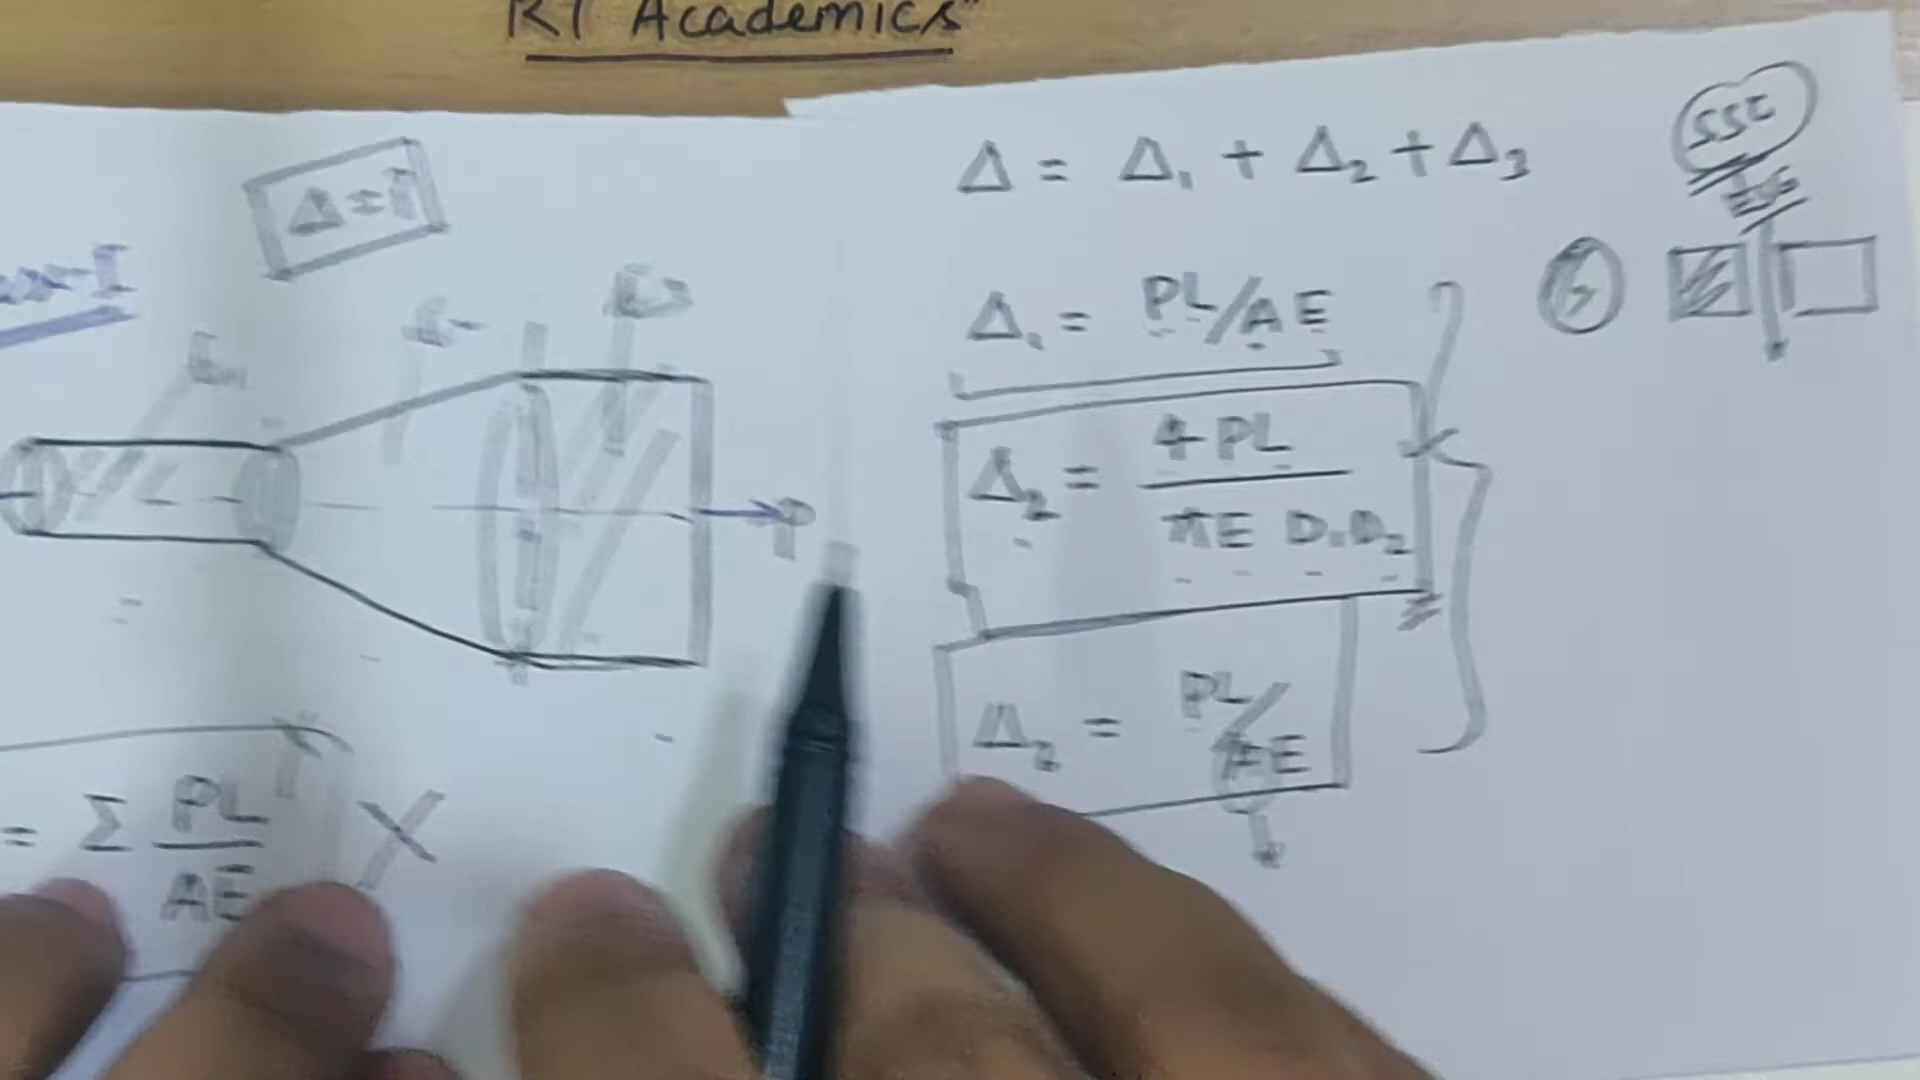 RT Academics"
Δ = ?
P
= Σ PL/AE X
Δ = Δ₁ + Δ₂ + Δ₃
Δ₁ = PL/AE
Δ₂ = 4PL/πE D₁D₂
Δ₂ = PL/AE
SSC